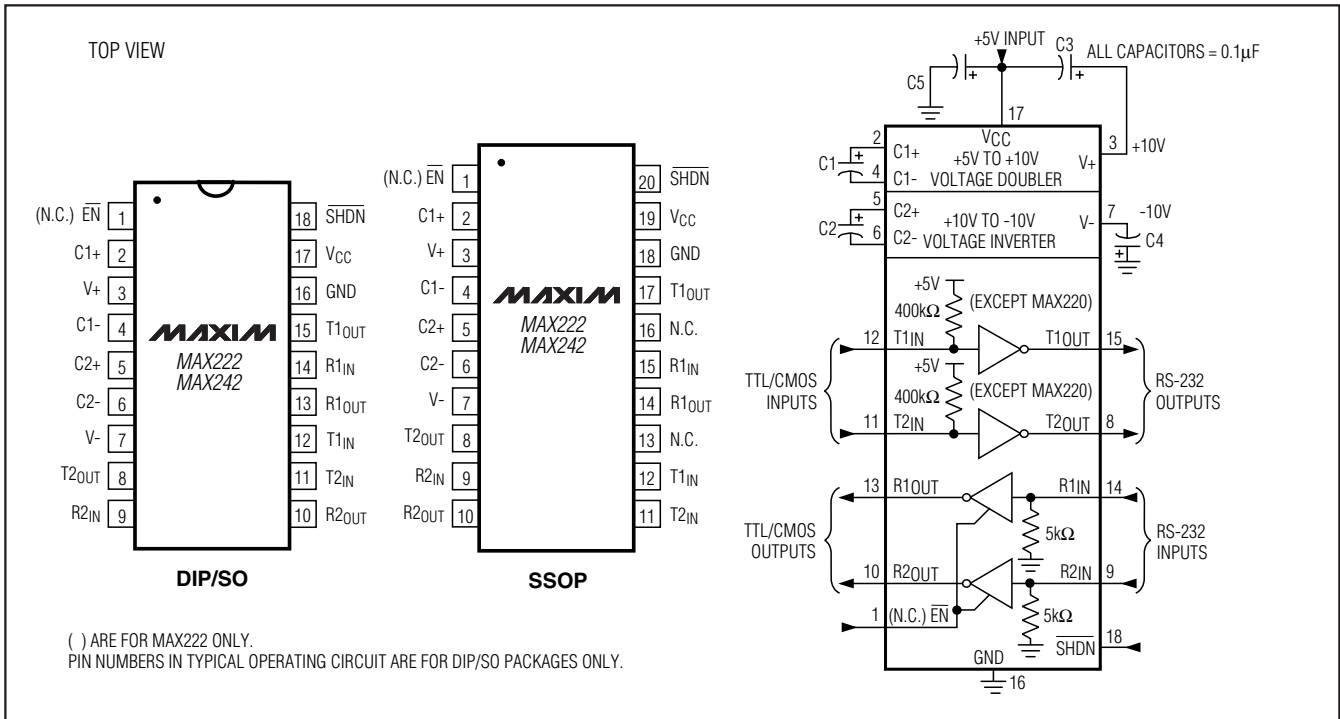 TOP VIEW
(N.C.) EN 1
C1+ 2
V+ 3
C1- 4
C2+ 5
C2- 6
V- 7
T2OUT 8
R2IN 9
18 SHDN
17 VCC
16 GND
15 T1OUT
14 R1IN
13 R1OUT
12 T1IN
11 T2IN
10 R2OUT
MAXIM
MAX222
MAX242
DIP/SO
(N.C.) EN 1
C1+ 2
V+ 3
C1- 4
C2+ 5
C2- 6
V- 7
T2OUT 8
R2IN 9
R2OUT 10
20 SHDN
19 VCC
18 GND
17 T1OUT
16 N.C.
15 R1IN
14 R1OUT
13 N.C.
12 T1IN
11 T2IN
MAXIM
MAX222
MAX242
SSOP
( ) ARE FOR MAX222 ONLY.
PIN NUMBERS IN TYPICAL OPERATING CIRCUIT ARE FOR DIP/SO PACKAGES ONLY.
+5V INPUT C3
ALL CAPACITORS = 0.1µF
C5
17
VCC
2 C1+
C1
4 C1-
+5V TO +10V
VOLTAGE DOUBLER
V+ 3 +10V
5 C2+
C2
6 C2-
+10V TO -10V
VOLTAGE INVERTER
V- 7 -10V
C4
+5V
400kΩ
(EXCEPT MAX220)
12 T1IN
T1OUT 15
+5V
400kΩ
(EXCEPT MAX220)
11 T2IN
T2OUT 8
TTL/CMOS
INPUTS
RS-232
OUTPUTS
13 R1OUT
R1IN 14
5kΩ
TTL/CMOS
OUTPUTS
RS-232
INPUTS
10 R2OUT
R2IN 9
5kΩ
1 (N.C.) EN
SHDN 18
GND
16